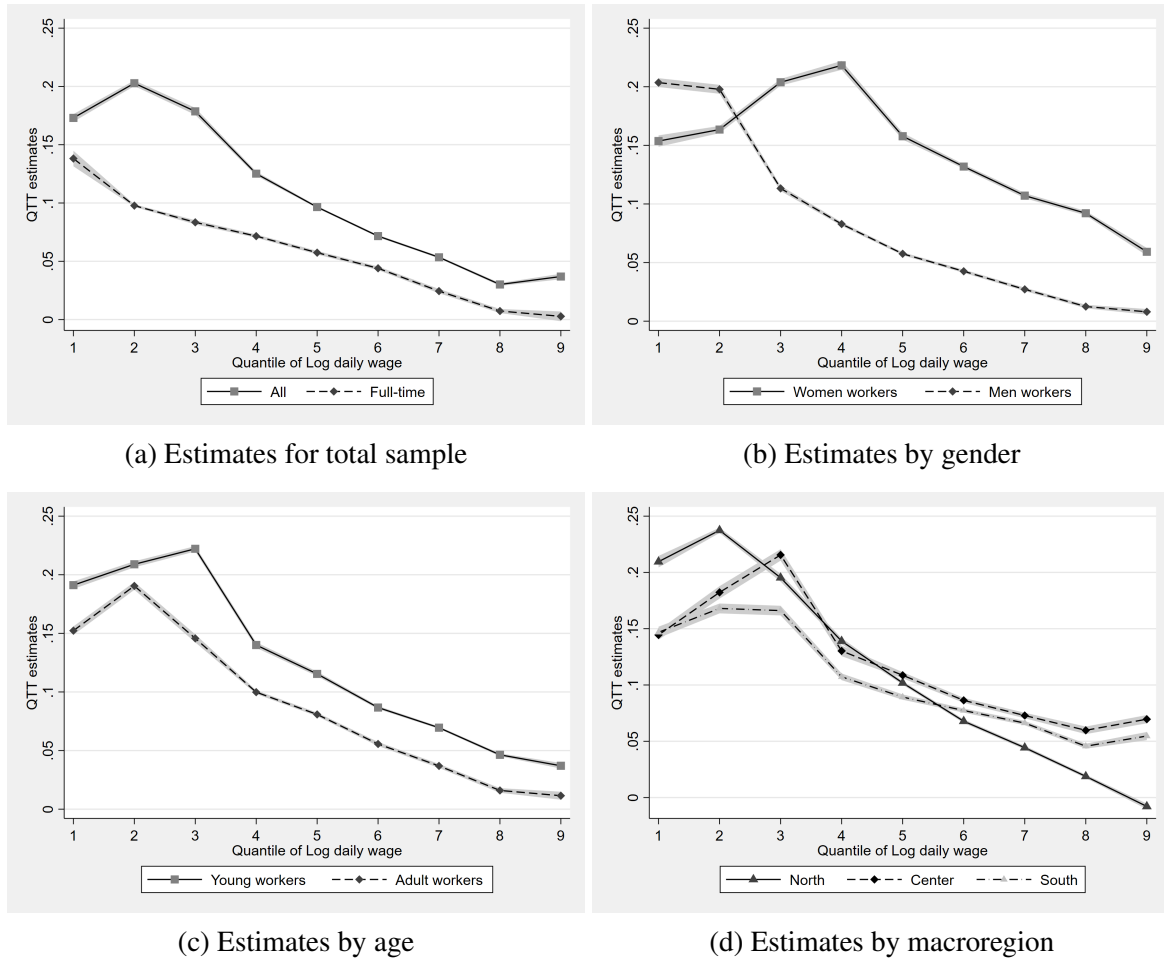 QTT estimates
0 .05 .1 .15 .2 .25
1 2 3 4 5 6 7 8 9
Quantile of Log daily wage
All Full-time
(a) Estimates for total sample
QTT estimates
0 .05 .1 .15 .2 .25
1 2 3 4 5 6 7 8 9
Quantile of Log daily wage
Women workers Men workers
(b) Estimates by gender
QTT estimates
0 .05 .1 .15 .2 .25
1 2 3 4 5 6 7 8 9
Quantile of Log daily wage
Young workers Adult workers
(c) Estimates by age
QTT estimates
0 .05 .1 .15 .2 .25
1 2 3 4 5 6 7 8 9
Quantile of Log daily wage
North Center South
(d) Estimates by macroregion